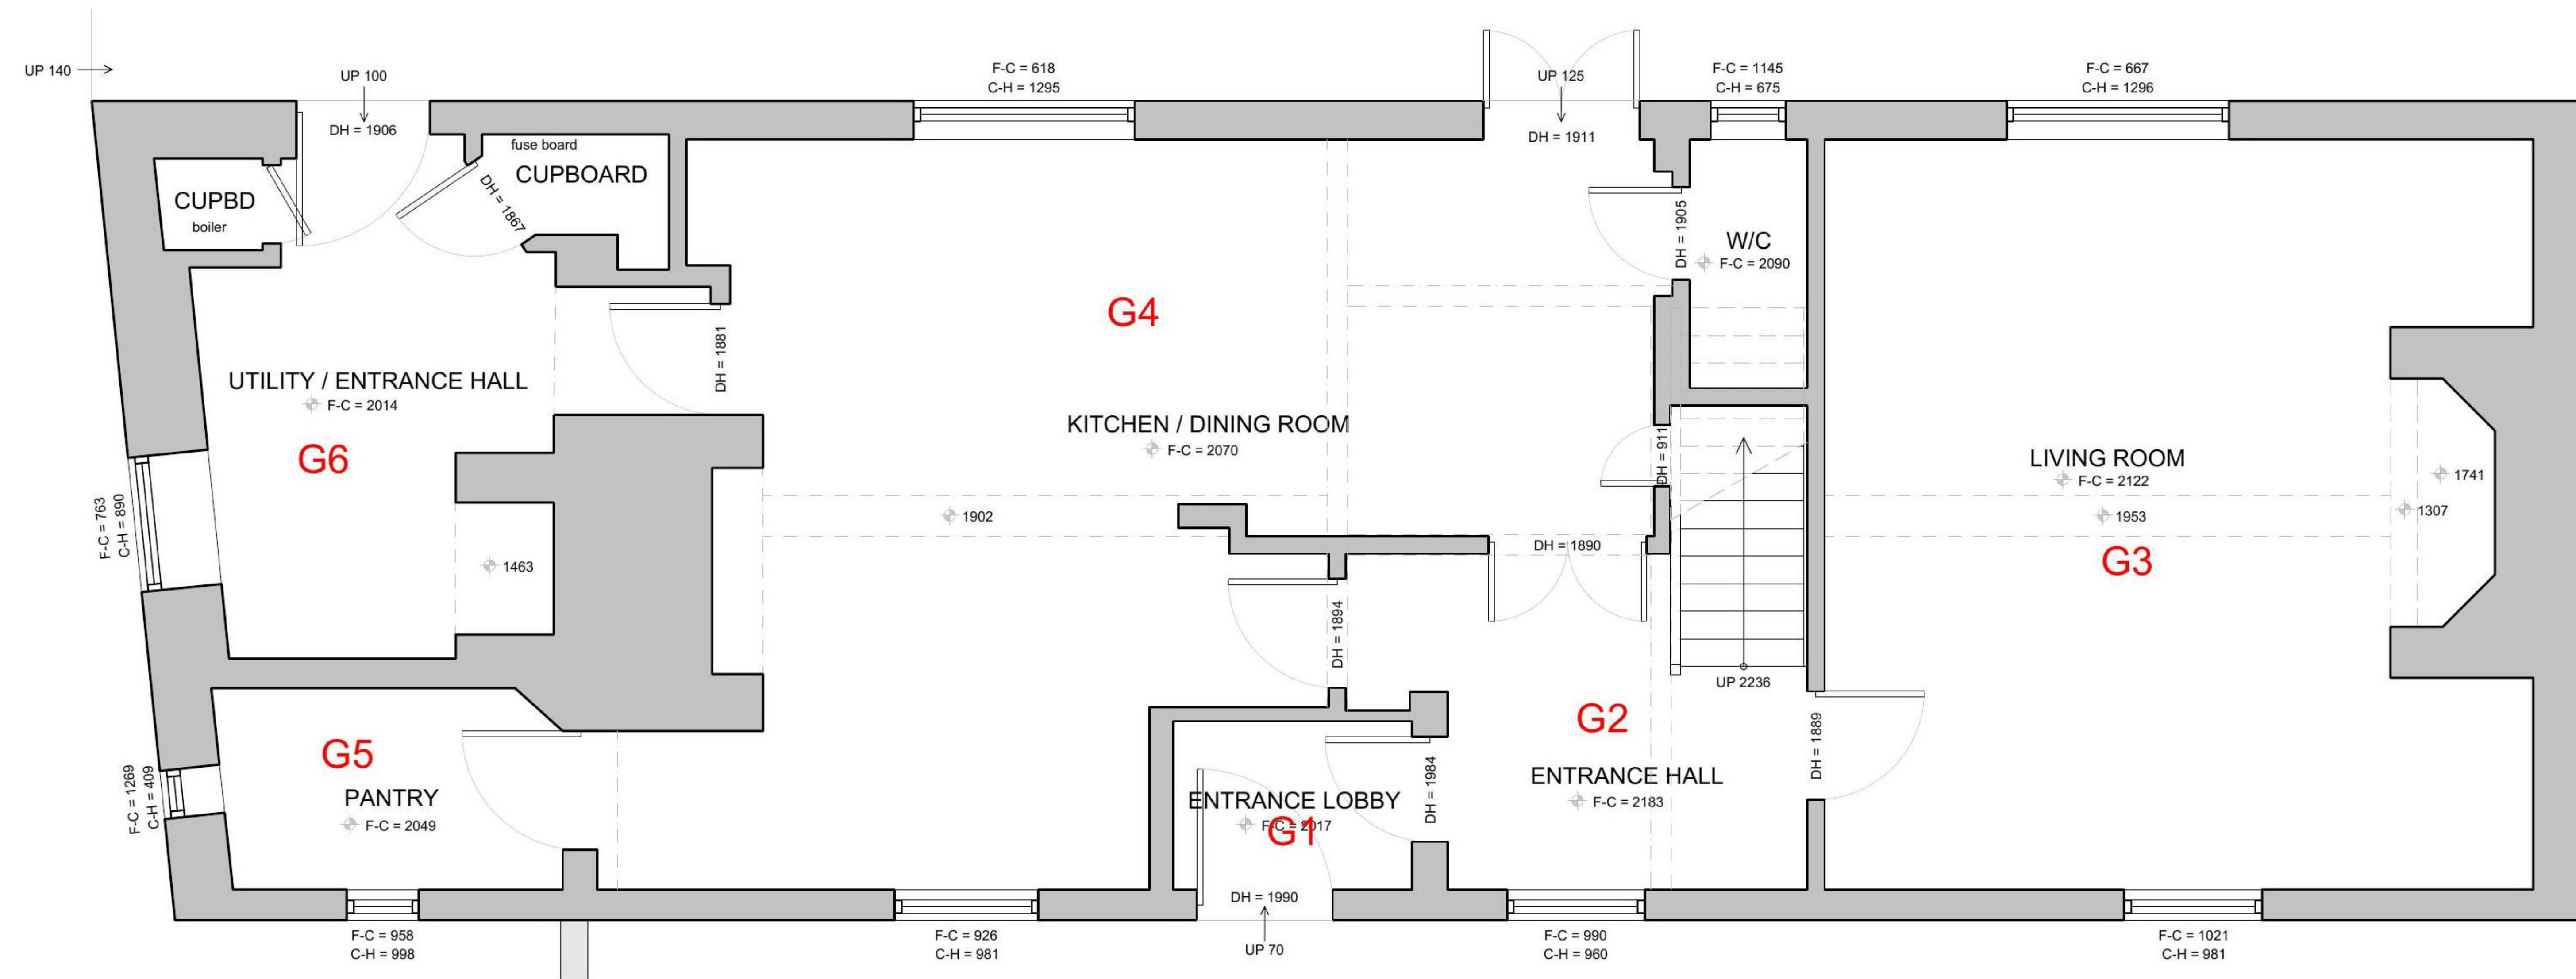 UP 140
UP 100
DH = 1906
F-C = 618
C-H = 1295
UP 125
DH = 1911
F-C = 1145
C-H = 675
F-C = 667
C-H = 1296
fuse board
CUPBOARD
DH = 1867
CUPBD
boiler
DH = 1905
W/C
F-C = 2090
G4
DH = 1881
UTILITY / ENTRANCE HALL
F-C = 2014
G6
KITCHEN / DINING ROOM
F-C = 2070
DH = 911
LIVING ROOM
F-C = 2122
1953
G3
1741
1307
F-C = 763
C-H = 890
1902
1463
DH = 1890
DH = 1894
UP 2236
G2
ENTRANCE HALL
F-C = 2183
DH = 1889
G5
PANTRY
F-C = 2049
F-C = 1269
C-H = 409
ENTRANCE LOBBY
F-C = 2017
G1
DH = 1984
DH = 1990
UP 70
F-C = 958
C-H = 998
F-C = 926
C-H = 981
F-C = 990
C-H = 960
F-C = 1021
C-H = 981